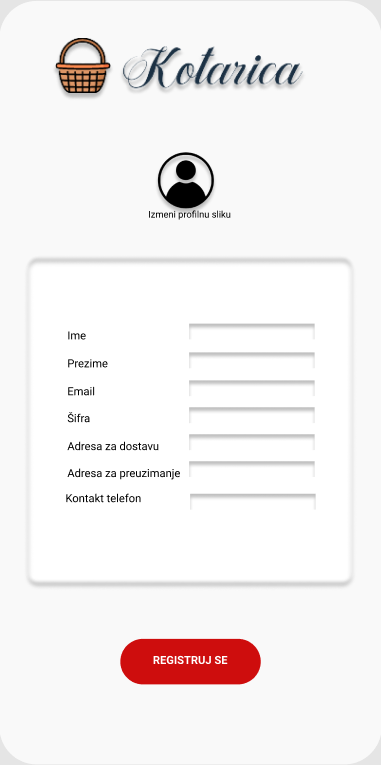 Kotarica
Izmeni profilnu sliku
Ime
Prezime
Email
Šifra
Adresa za dostavu
Adresa za preuzimanje
Kontakt telefon
REGISTRUJ SE